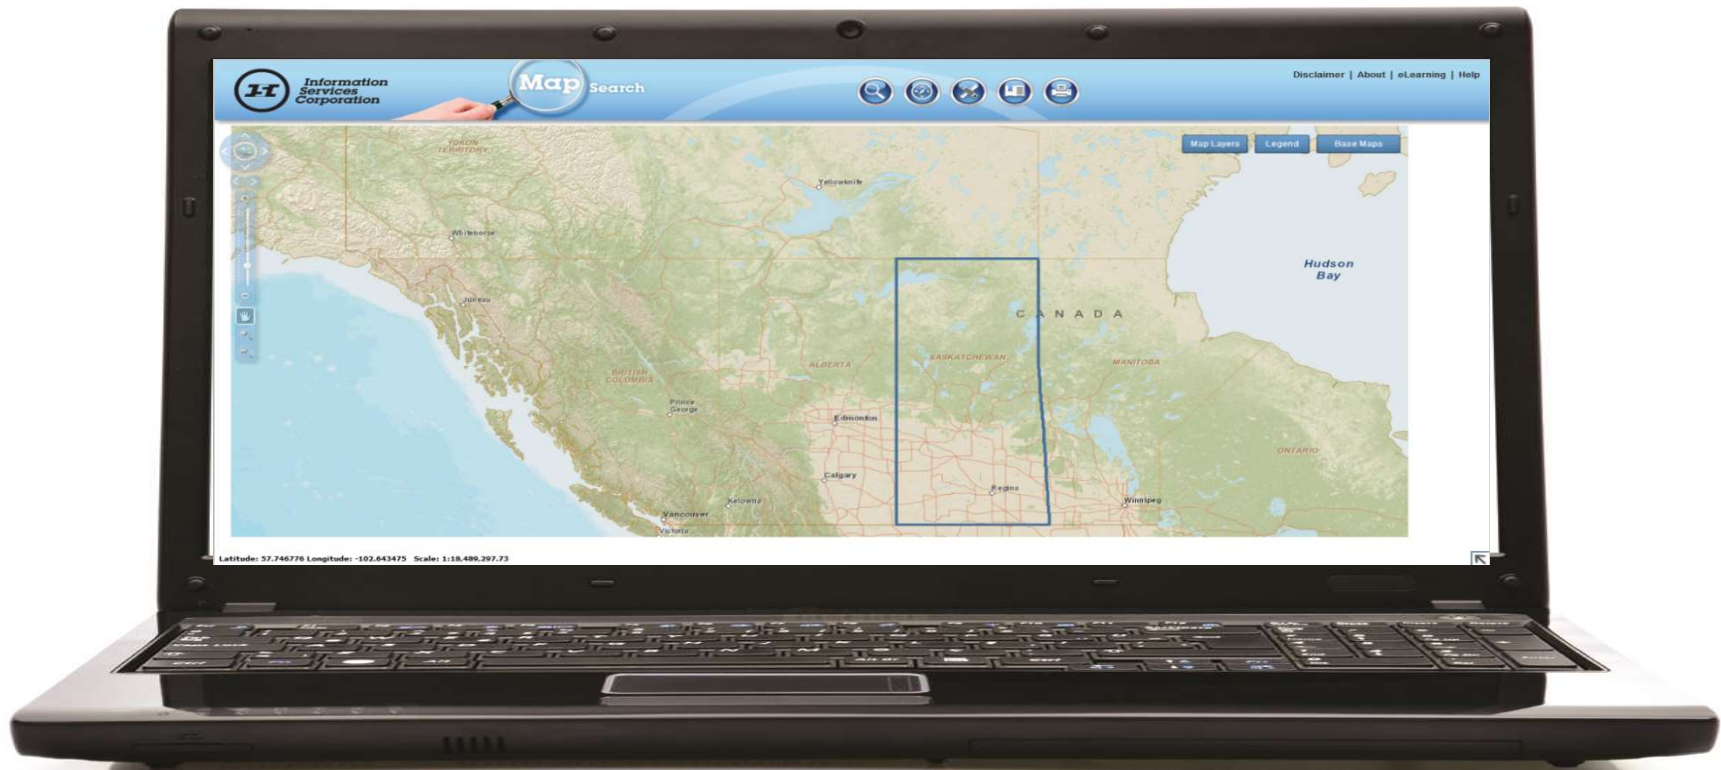 Information
Services
Corporation
Map Search
Disclaimer | About | eLearning | Help
Map Layers
Legend
Base Maps
YUKON
TERRITORY
Yellowknife
Whitehorse
Hudson
Bay
Juneau
CANADA
SASKATCHEWAN
ALBERTA
MANITOBA
BRITISH
COLUMBIA
Prince
George
Edmonton
ONTARIO
Calgary
Regina
Kelowna
Winnipeg
Vancouver
Victoria
Latitude: 57.746776 Longitude: -102.643475 Scale: 1:18,489,297.73